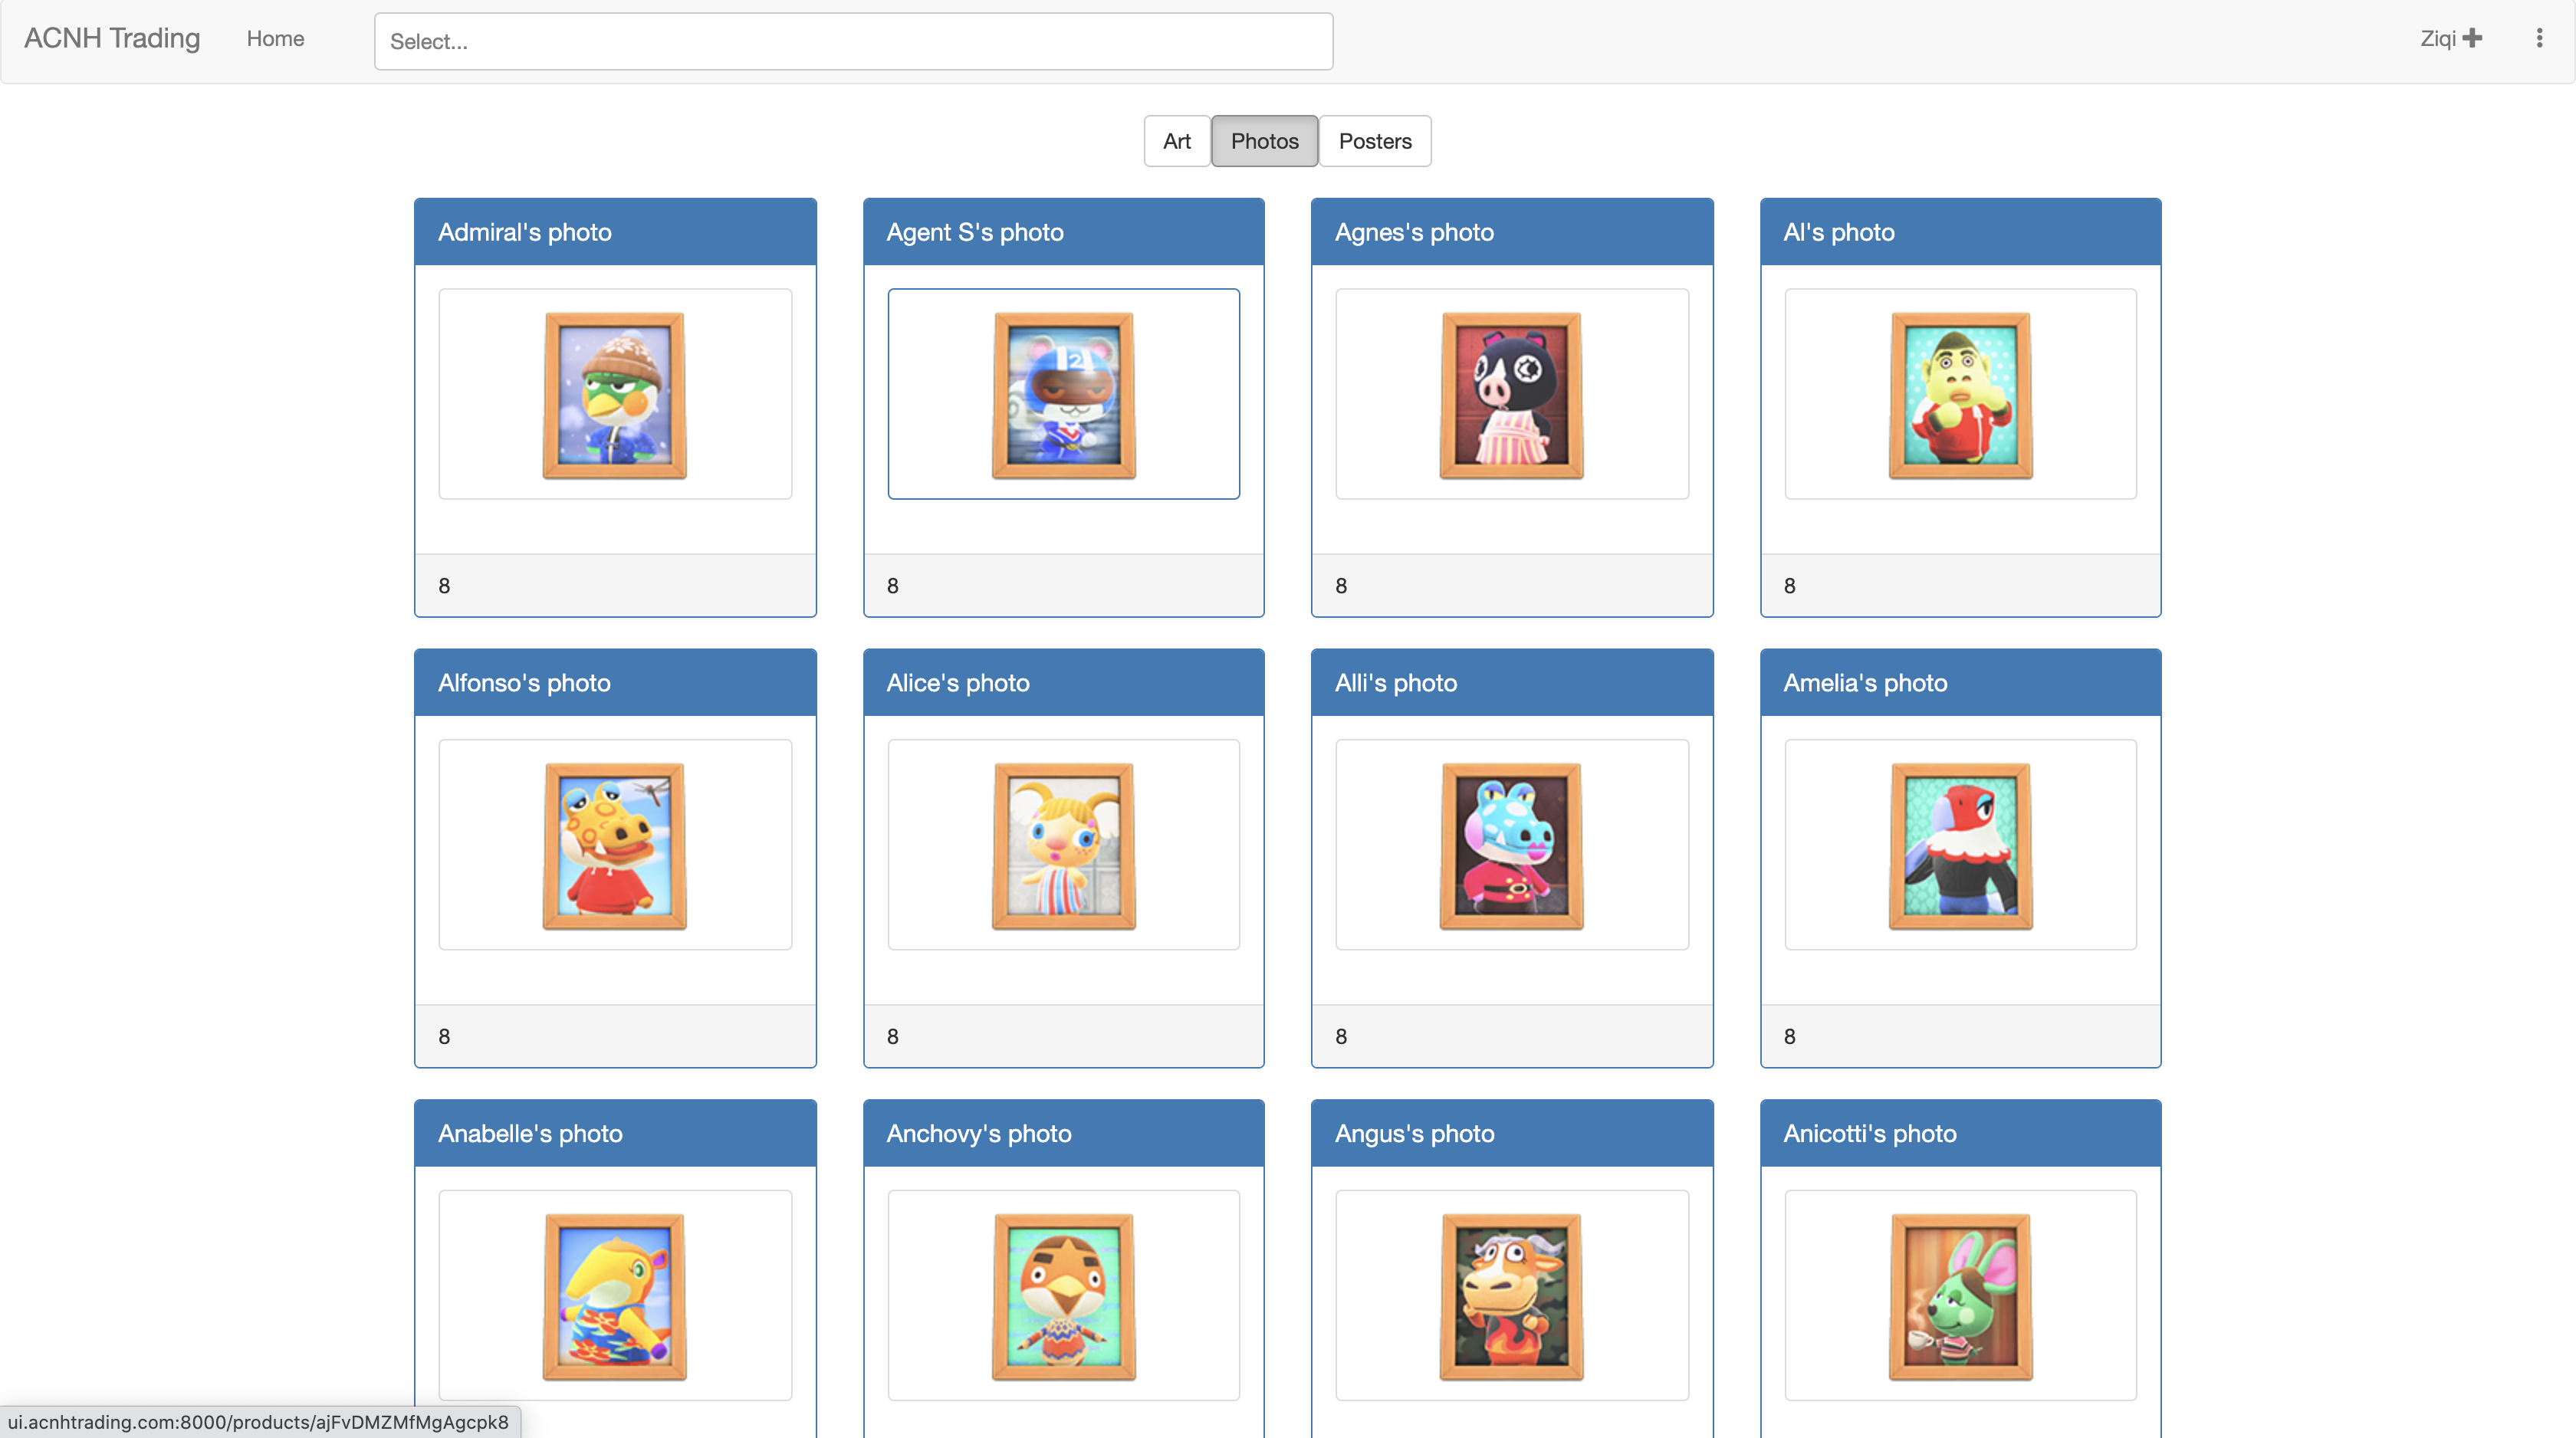 ACNH Trading Home Select... Ziqi
Art Photos Posters
Admiral's photo Agent S's photo Agnes's photo Al's photo
2
8 8 8 8
Alfonso's photo Alice's photo Alli's photo Amelia's photo
8 8 8 8
Anabelle's photo Anchovy's photo Angus's photo Anicotti's photo
ui.acnhtrading.com:8000/products/ajFvDMZMfMgAgcpk8